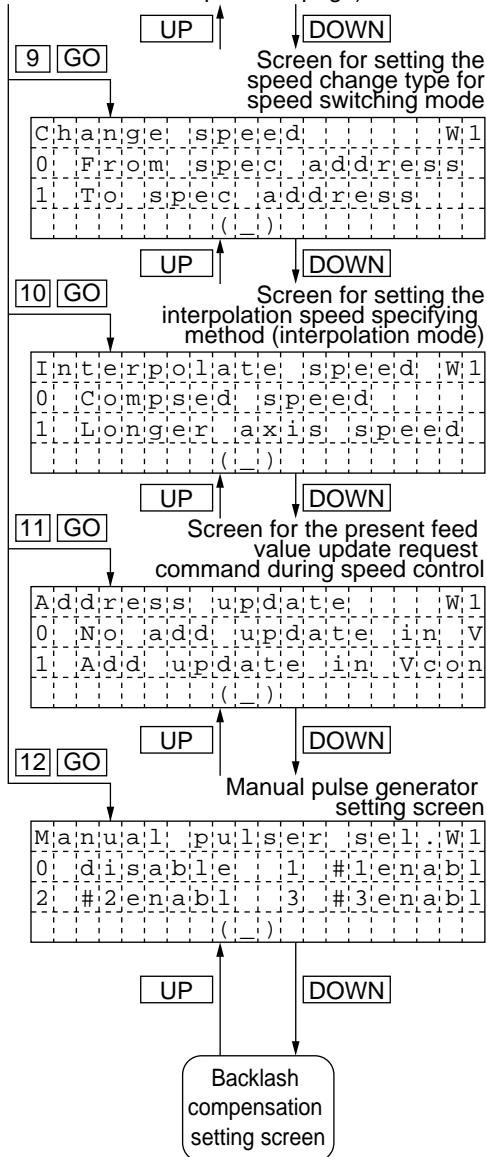 UP DOWN
9 GO Screen for setting the
speed change type for
speed switching mode
Change speed W1
0 From spec address
1 To spec address
(_)
UP DOWN
10 GO Screen for setting the
interpolation speed specifying
method (interpolation mode)
Interpolate speed W1
0 Compsed speed
1 Longer axis speed
(_)
UP DOWN
11 GO Screen for the present feed
value update request
command during speed control
Address update W1
0 No add update in V
1 Add update in Vcon
(_)
UP DOWN
12 GO Manual pulse generator
setting screen
Manual pulser sel.W1
0 disable 1 #1enabl
2 #2enabl 3 #3enabl
(_)
UP DOWN
Backlash
compensation
setting screen